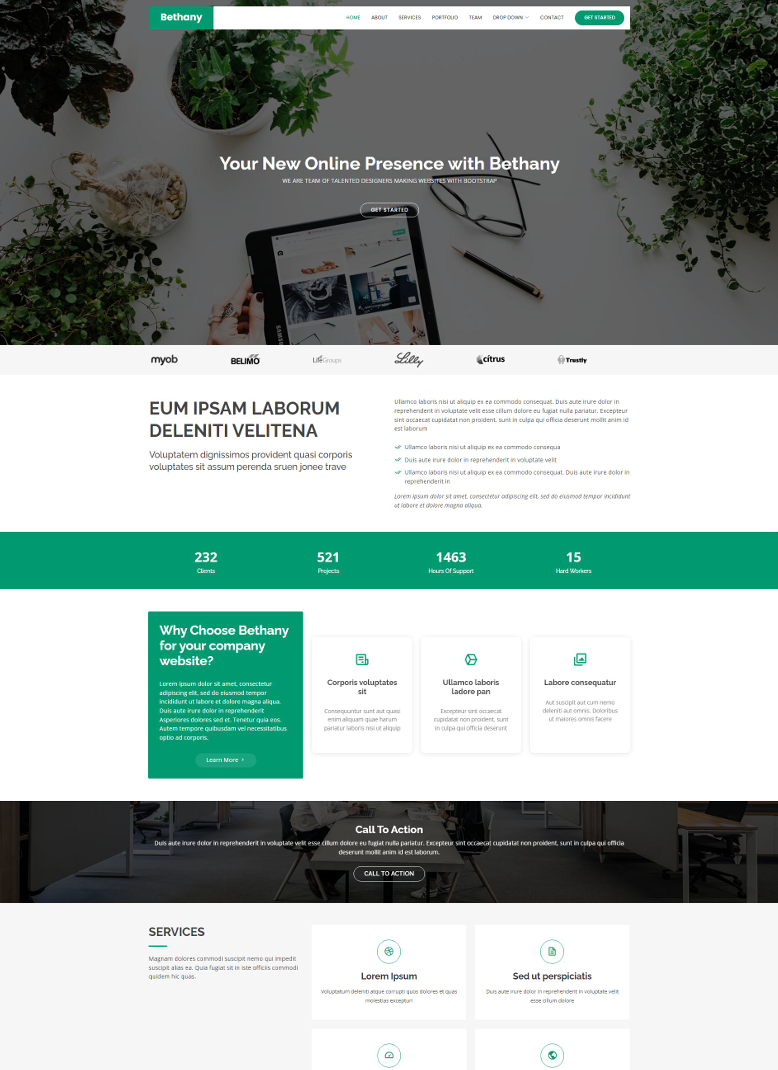 Bethany
HOME ABOUT SERVICES PORTFOLIO TEAM DROP DOWN CONTACT GET STARTED
Your New Online Presence with Bethany
WE ARE TEAM OF TALENTED DESIGNERS MAKING WEBSITES WITH BOOTSTRAP
GET STARTED
SAMSUNG
myob BELIMO LifeGroups Lilly citrus Trustly
EUM IPSAM LABORUM
DELENITI VELITENA
Voluptatem dignissimos provident quasi corporis
voluptates sit assum perenda sruen jonee trave
Ullamco laboris nisi ut aliquip ex ea commodo consequat. Duis aute irure dolor in
reprehenderit in voluptate velit esse cillum dolore eu fugiat nulla pariatur. Excepteur
sint occaecat cupidatat non proident, sunt in culpa qui officia deserunt mollit anim id
est laborum
Ullamco laboris nisi ut aliquip ex ea commodo consequa
Duis aute irure dolor in reprehenderit in voluptate velit
Ullamco laboris nisi ut aliquip ex ea commodo consequat. Duis aute irure dolor in
reprehenderit in
Lorem ipsum dolor sit amet, consectetur adipiscing elit, sed do eiusmod tempor incididunt
ut labore et dolore magna aliqua.
232 521 1463 15
Clients Projects Hours Of Support Hard Workers
Why Choose Bethany
for your company
website?
Lorem ipsum dolor sit amet, consectetur
adipiscing elit, sed do eiusmod tempor
incididunt ut labore et dolore magna aliqua.
Duis aute irure dolor in reprehenderit
Asperiores dolores sed et. Tenetur quia eos.
Autem tempore quibusdam vel necessitatibus
optio ad corporis.
Learn More
Corporis voluptates
sit
Consequuntur sunt aut quasi
enim aliquam quae harum
pariatur laboris nisi ut aliquip
Ullamco laboris
ladore pan
Excepteur sint occaecat
cupidatat non proident, sunt
in culpa qui officia deserunt
Labore consequatur
Aut suscipit aut cum nemo
deleniti aut omnis. Doloribus
ut maiores omnis facere
Call To Action
Duis aute irure dolor in reprehenderit in voluptate velit esse cillum dolore eu fugiat nulla pariatur. Excepteur sint occaecat cupidatat non proident, sunt in culpa qui officia
deserunt mollit anim id est laborum.
CALL TO ACTION
SERVICES
Magnam dolores commodi suscipit nemo qui impedit
suscipit alias ea. Quia fugiat sit in iste officiis commodi
quidem hic quas.
Lorem Ipsum
Voluptatum deleniti atque corrupti quos dolores et quas
molestias excepturi
Sed ut perspiciatis
Duis aute irure dolor in reprehenderit in voluptate velit
esse cillum dolore